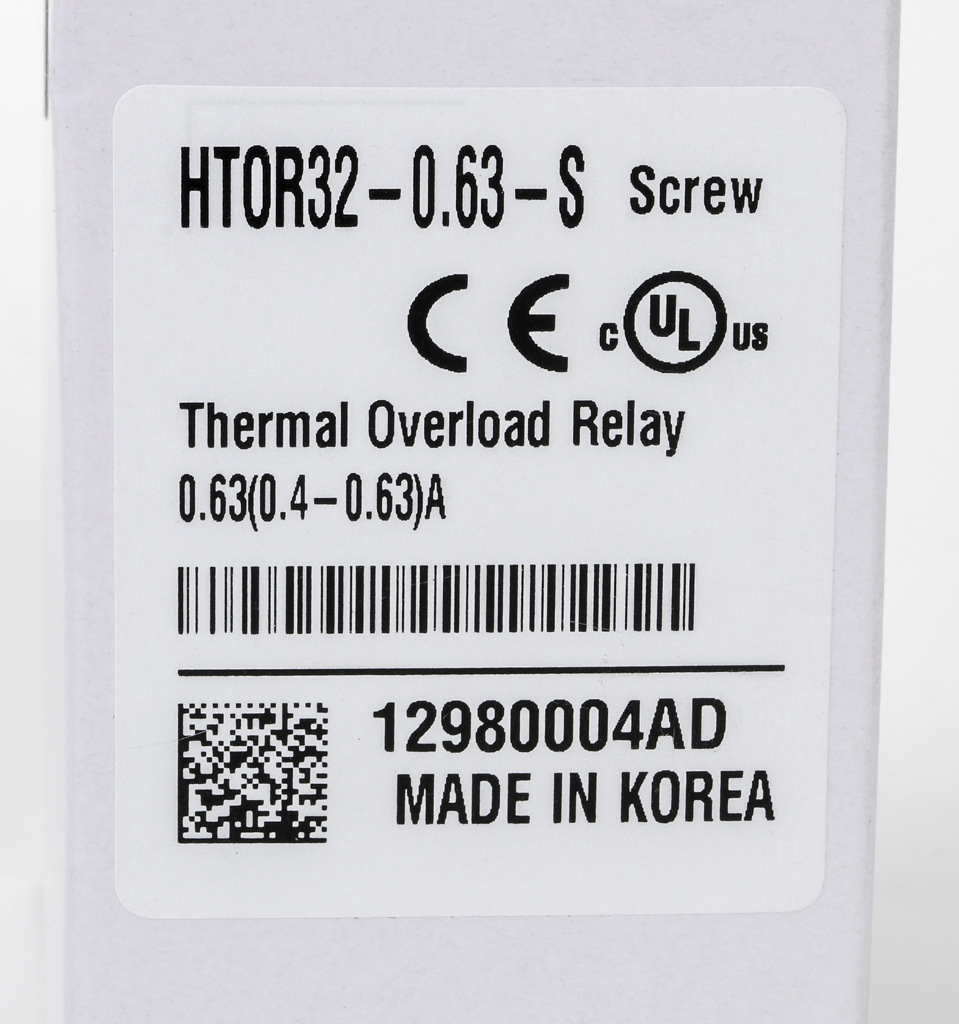 HTOR32-0.63-S Screw
CE c UL US
Thermal Overload Relay
0.63(0.4-0.63)A
12980004AD
MADE IN KOREA